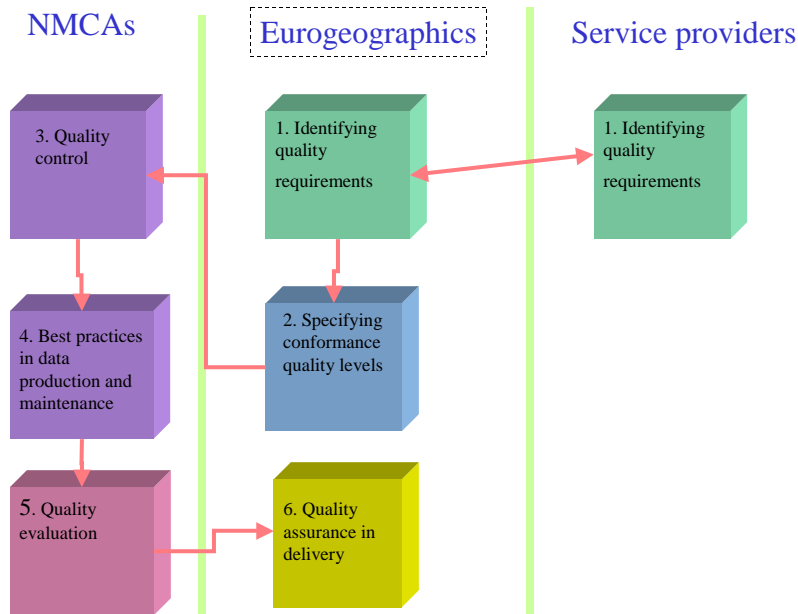 NMCAs
Eurogeographics
Service providers
3. Quality
control
1. Identifying
quality
requirements
1. Identifying
quality
requirements
4. Best practices
in data
production and
maintenance
2. Specifying
conformance
quality levels
5. Quality
evaluation
6. Quality
assurance in
delivery